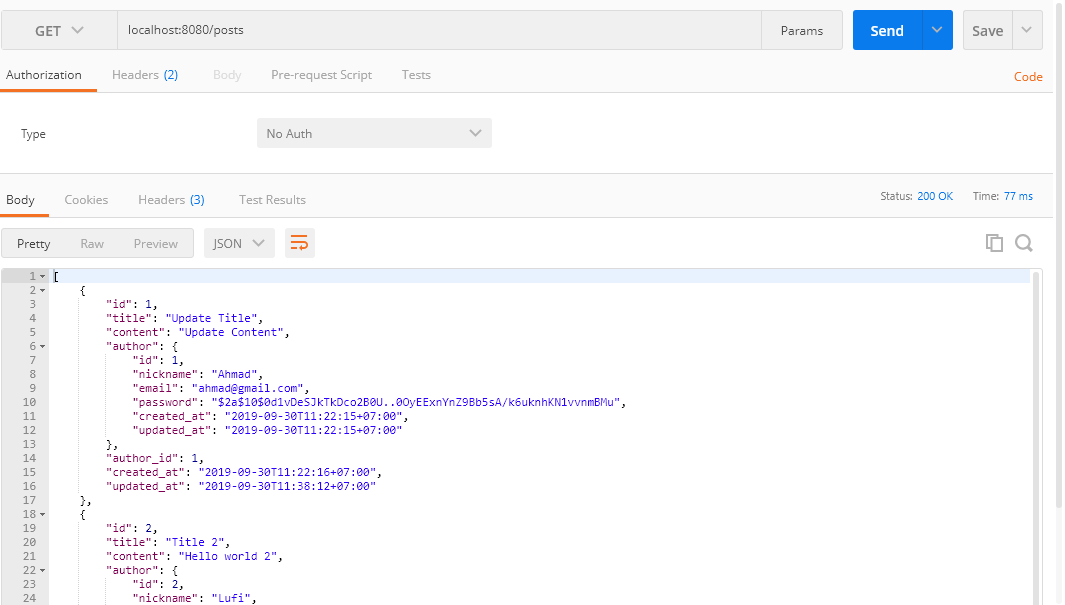 GET localhost:8080/posts Params Send Save
Authorization Headers (2) Body Pre-request Script Tests Code
Type No Auth
Body Cookies Headers (3) Test Results Status: 200 OK Time: 77 ms
Pretty Raw Preview JSON
1 [
2 {
3 "id": 1,
4 "title": "Update Title",
5 "content": "Update Content",
6 "author": {
7 "id": 1,
8 "nickname": "Ahmad",
9 "email": "ahmad@gmail.com",
10 "password": "$2a$10$0d1vDeSJkTkDco2B0U..0OyEExnYnZ9Bb5sA/k6uknhKN1vvnmBMu",
11 "created_at": "2019-09-30T11:22:15+07:00",
12 "updated_at": "2019-09-30T11:22:15+07:00"
13 },
14 "author_id": 1,
15 "created_at": "2019-09-30T11:22:16+07:00",
16 "updated_at": "2019-09-30T11:38:12+07:00"
17 },
18 {
19 "id": 2,
20 "title": "Title 2",
21 "content": "Hello world 2",
22 "author": {
23 "id": 2,
24 "nickname": "Lufi",